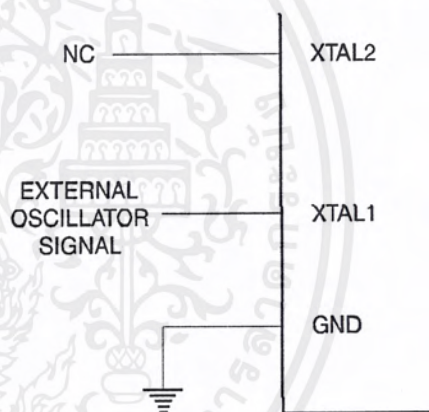 NC
XTAL2
EXTERNAL
OSCILLATOR
SIGNAL
XTAL1
GND